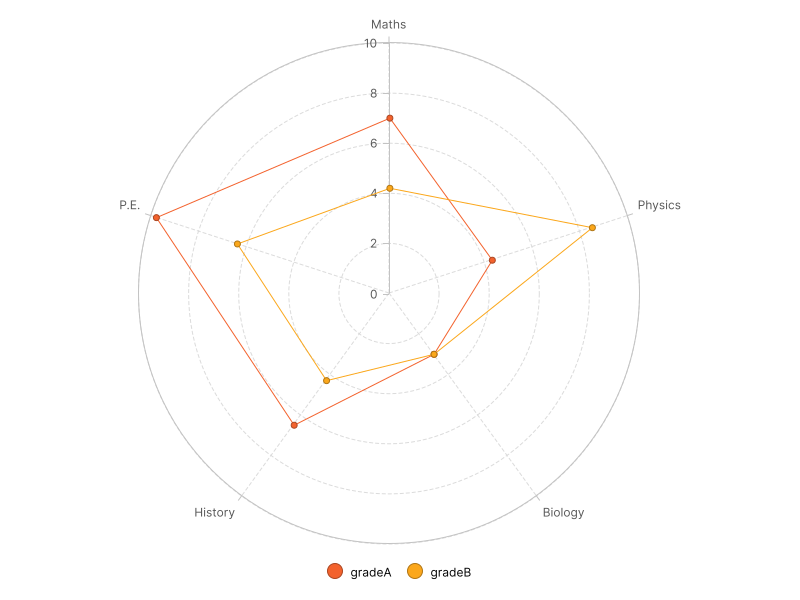 Maths
10
8
6
4
2
0
P.E.
Physics
History
Biology
gradeA
gradeB